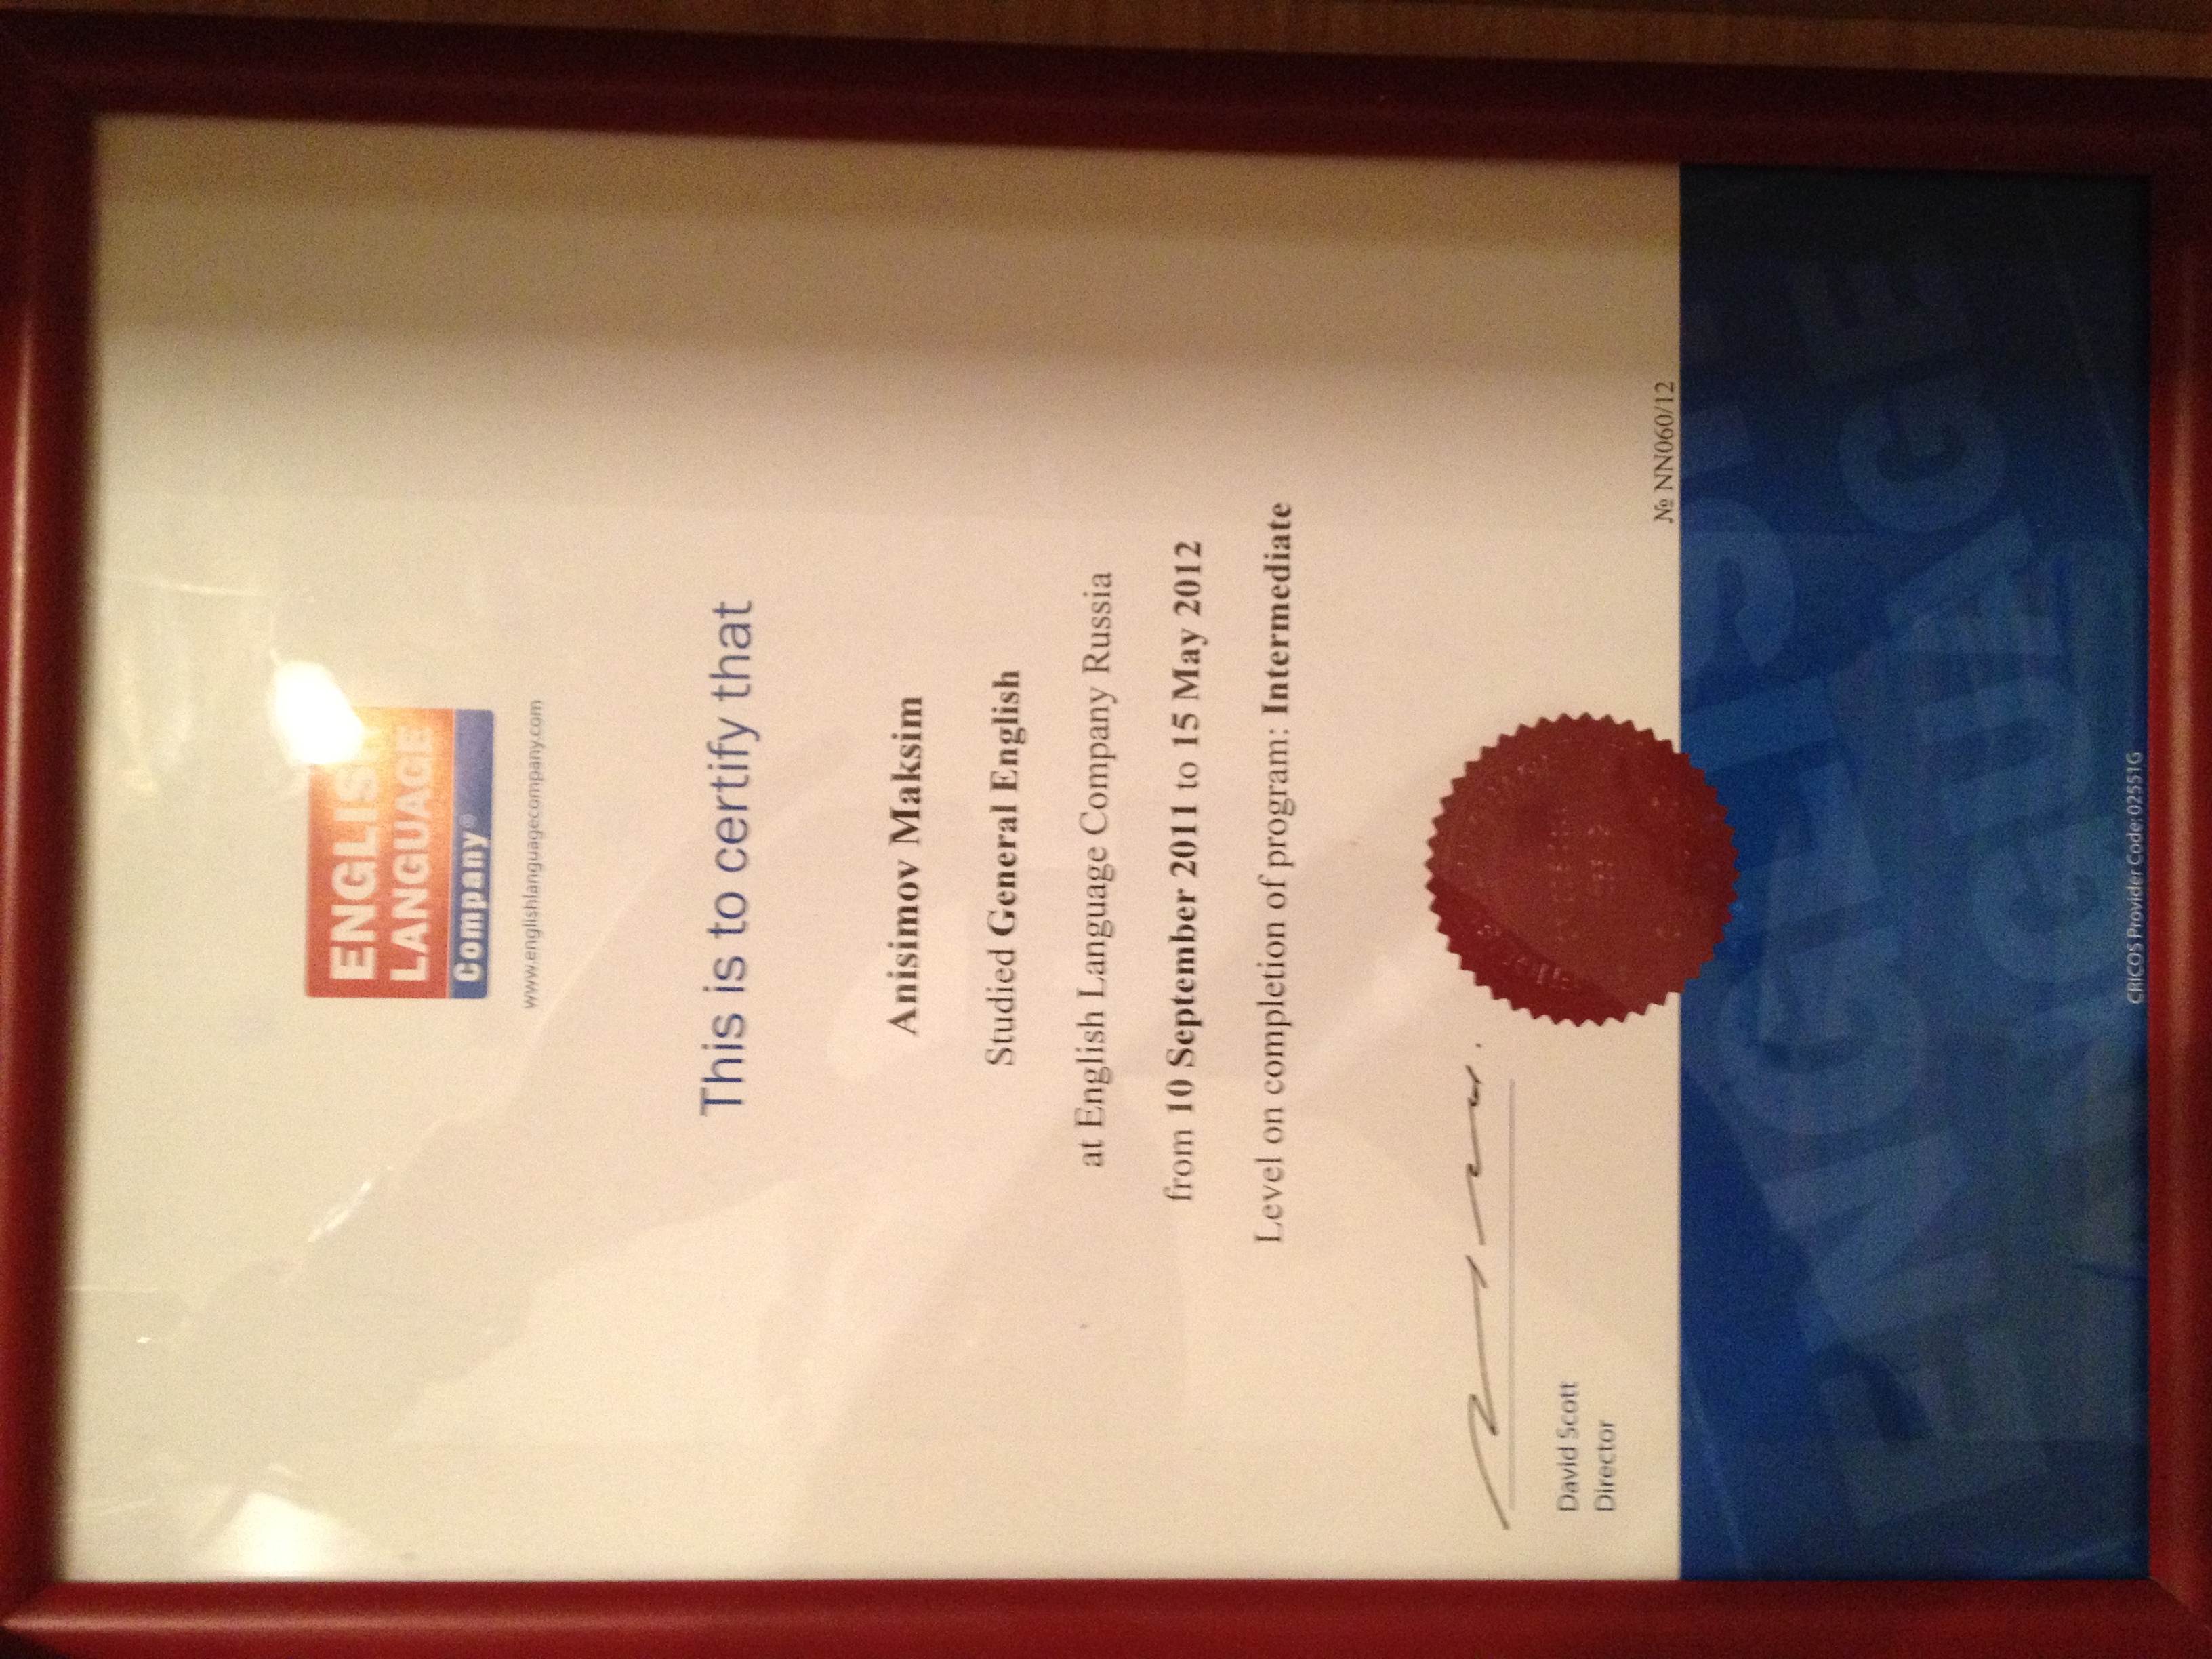 ENGLISH
LANGUAGE
Company®
www.englishlanguagecompany.com
This is to certify that
Anisimov Maksim
Studied General English
at English Language Company Russia
from 10 September 2011 to 15 May 2012
Level on completion of program: Intermediate
David Scott
Director
№ NN060/12
CRICOS Provider Code: 02551G